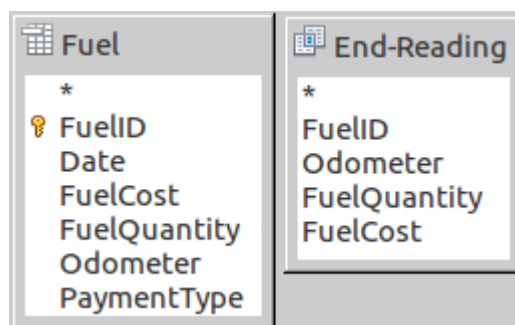 Fuel
*
FuelID
Date
FuelCost
FuelQuantity
Odometer
PaymentType
End-Reading
*
FuelID
Odometer
FuelQuantity
FuelCost